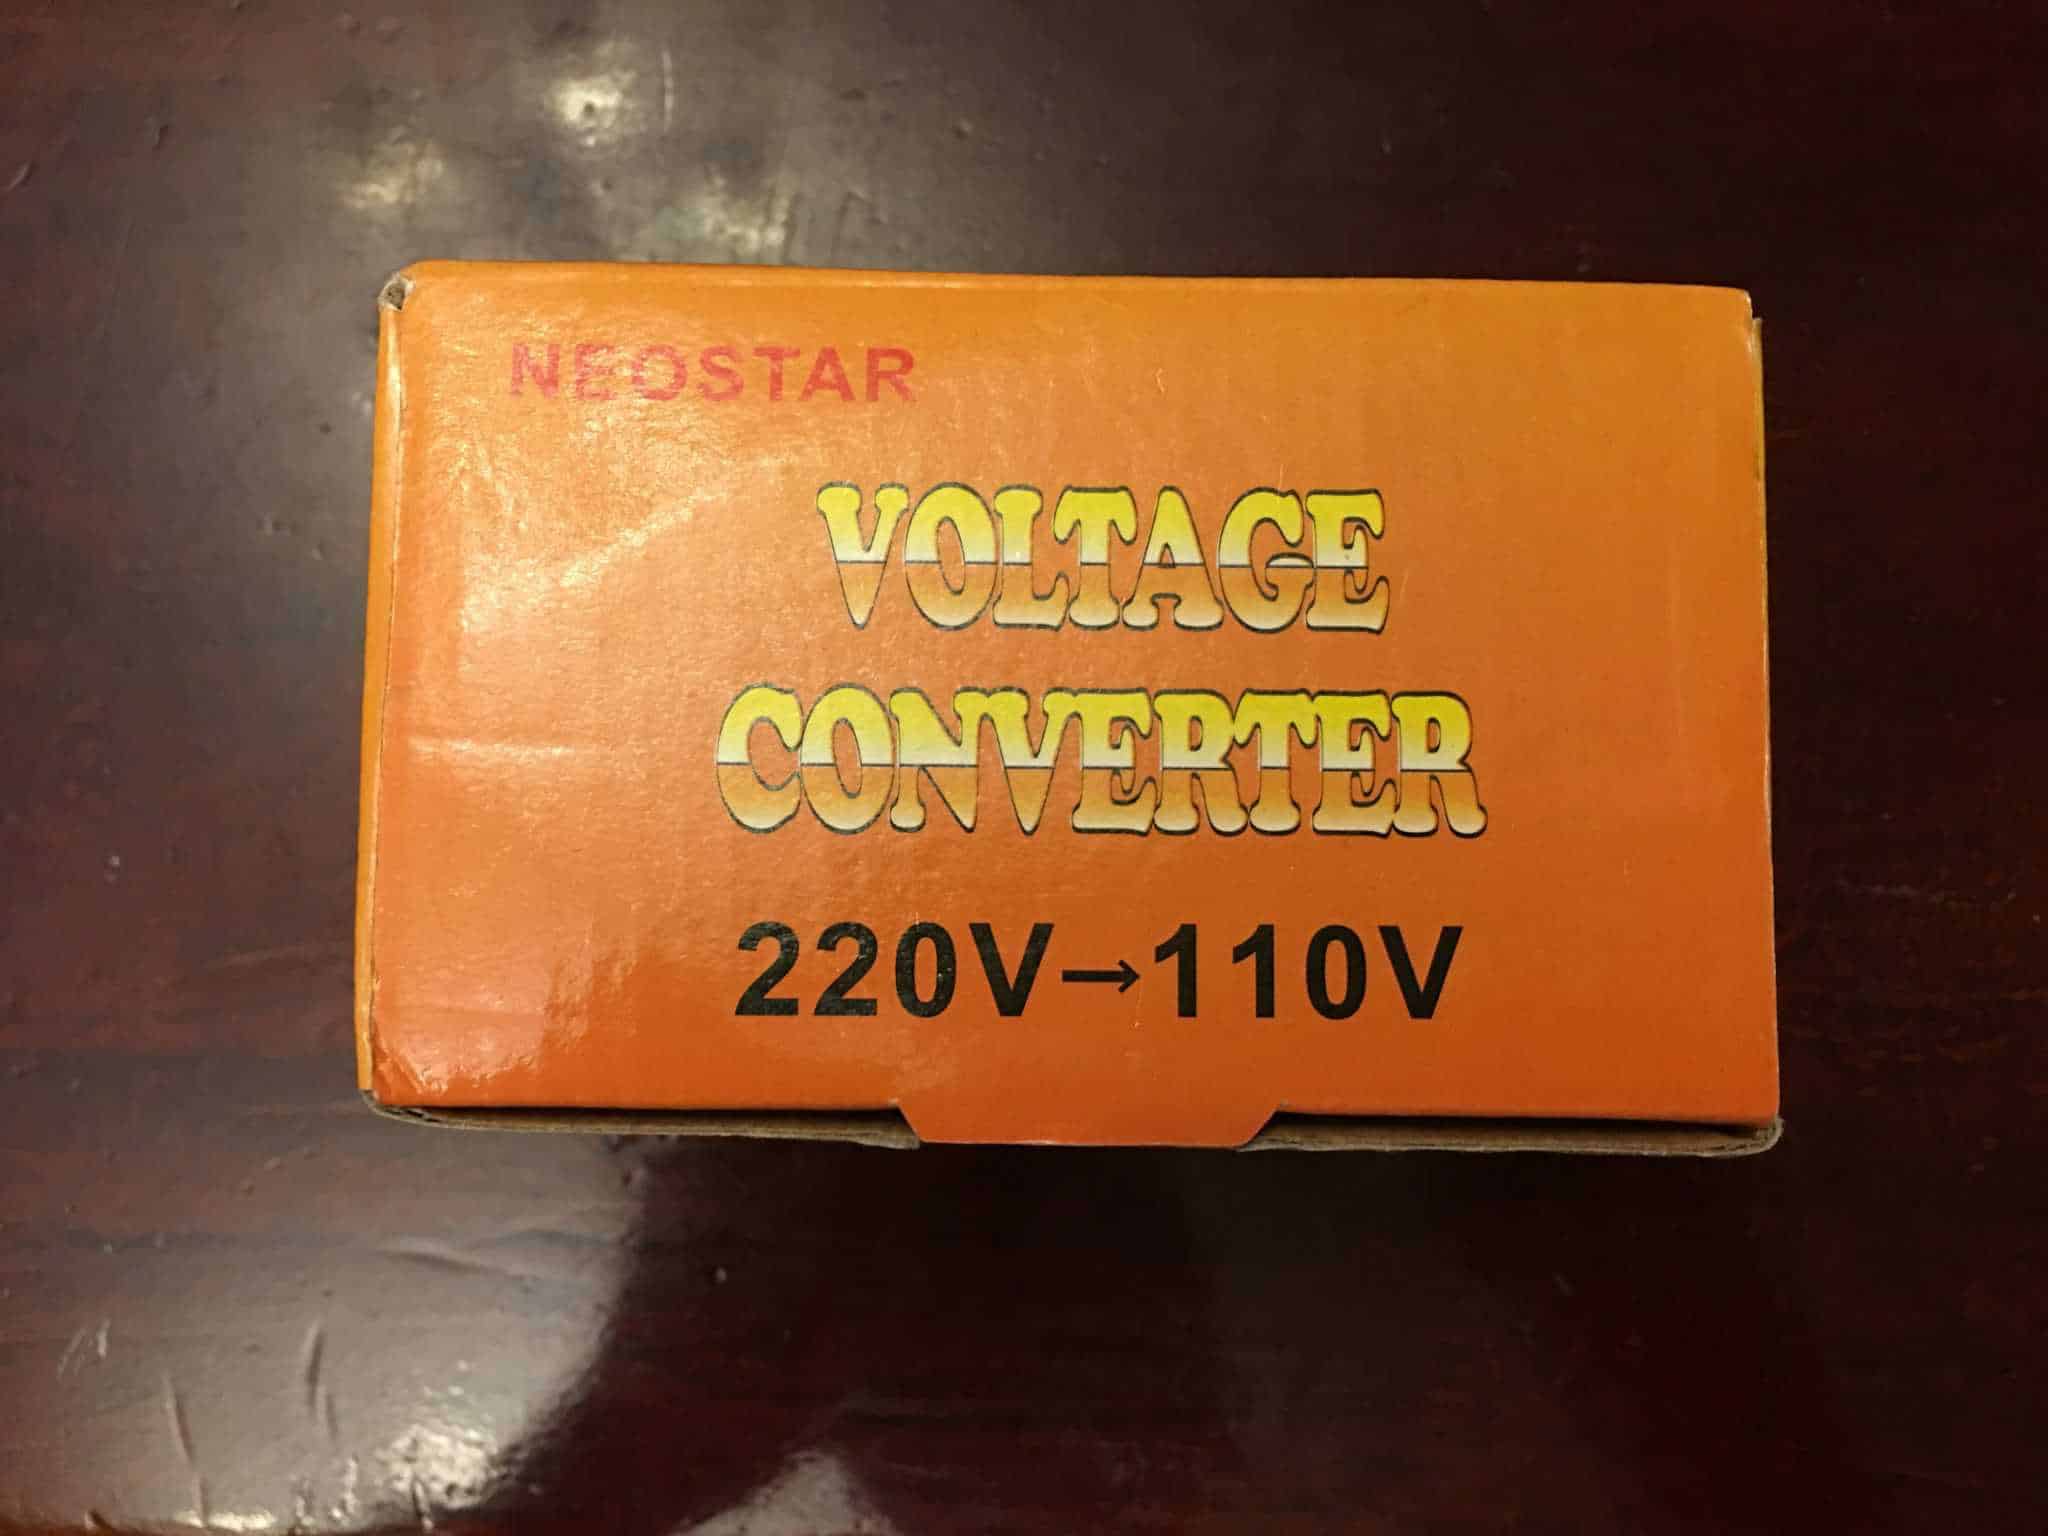 NEOSTAR
VOLTAGE
CONVERTER
220V→110V